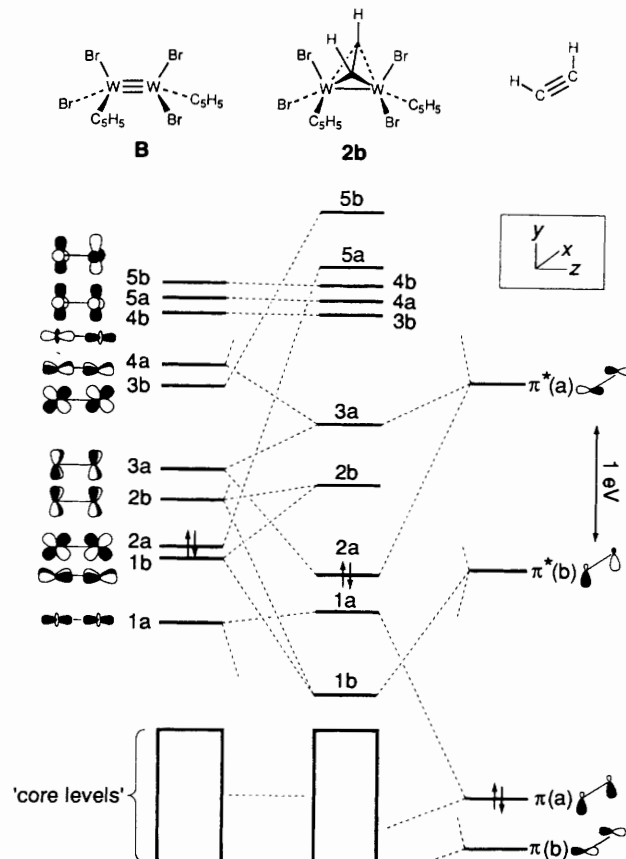 H
H
Br
Br
W
W
Br
C₅H₅
C₅H₅
Br
B
Br
Br
W
W
Br
C₅H₅
C₅H₅
Br
2b
H
H
C
C
y
x
z
5b
5b
5a
4b
4a
3b
5a
4b
4a
3b
3a
π*(a)
1 eV
3a
2b
2b
2a
1b
2a
π*(b)
1a
1a
1b
'core levels'
π(a)
π(b)